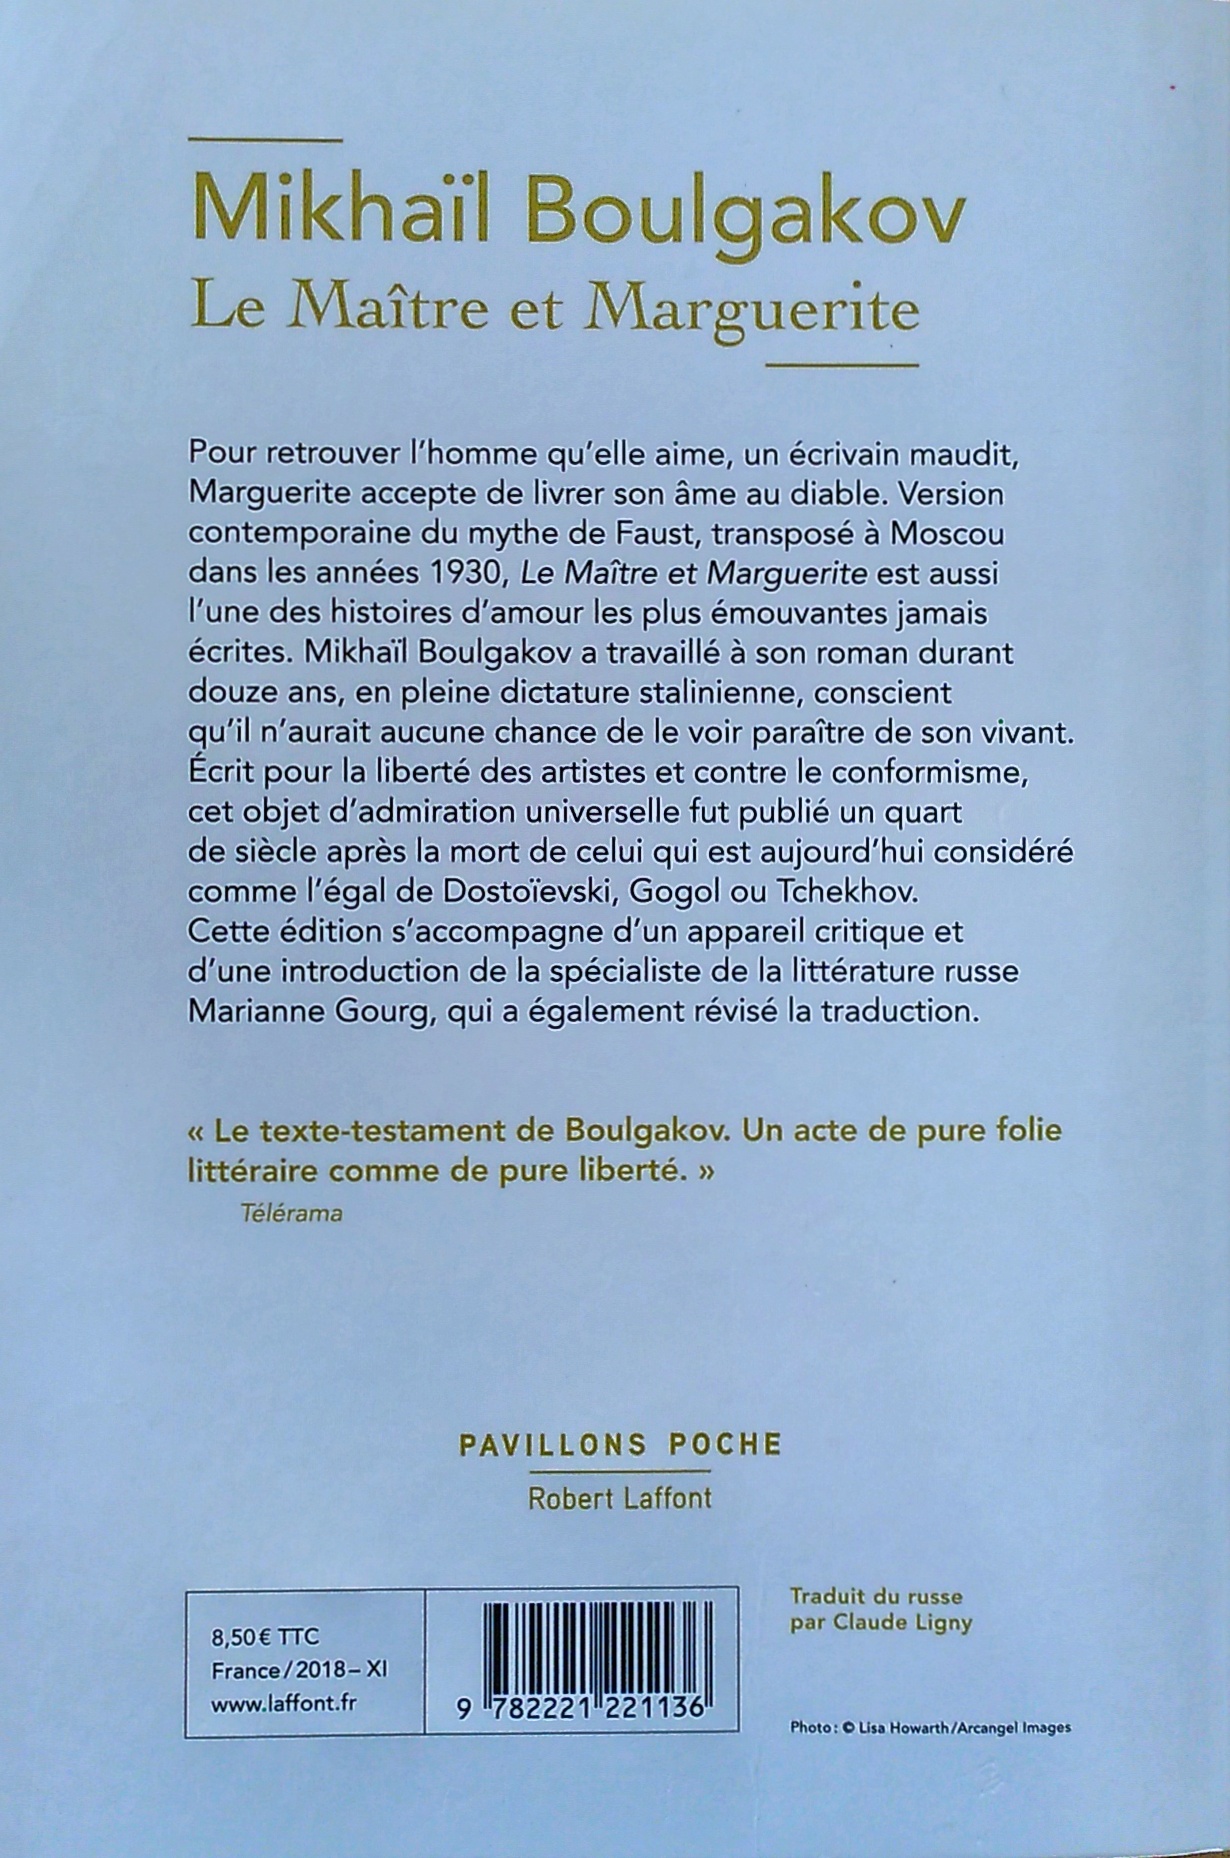 Mikhaïl Boulgakov
Le Maître et Marguerite
Pour retrouver l'homme qu'elle aime, un écrivain maudit,
Marguerite accepte de livrer son âme au diable. Version
contemporaine du mythe de Faust, transposé à Moscou
dans les années 1930, Le Maître et Marguerite est aussi
l'une des histoires d'amour les plus émouvantes jamais
écrites. Mikhaïl Boulgakov a travaillé à son roman durant
douze ans, en pleine dictature stalinienne, conscient
qu'il n'aurait aucune chance de le voir paraître de son vivant.
Écrit pour la liberté des artistes et contre le conformisme,
cet objet d'admiration universelle fut publié un quart
de siècle après la mort de celui qui est aujourd'hui considéré
comme l'égal de Dostoïevski, Gogol ou Tchekhov.
Cette édition s'accompagne d'un appareil critique et
d'une introduction de la spécialiste de la littérature russe
Marianne Gourg, qui a également révisé la traduction.
« Le texte-testament de Boulgakov. Un acte de pure folie
littéraire comme de pure liberté. »
Télérama
PAVILLONS POCHE
Robert Laffont
8,50 € TTC
France/2018 – XI
www.laffont.fr
9 782221 221136
Traduit du russe
par Claude Ligny
Photo : © Lisa Howarth/Arcangel Images